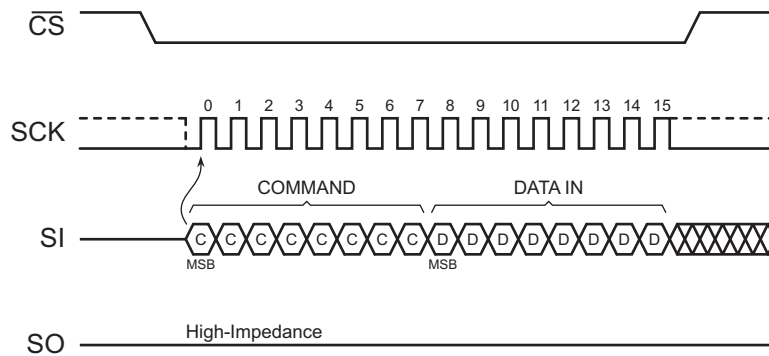 CS
0 1 2 3 4 5 6 7 8 9 10 11 12 13 14 15
SCK
COMMAND DATA IN
SI C C C C C C C C D D D D D D D D
MSB MSB
High-Impedance
SO